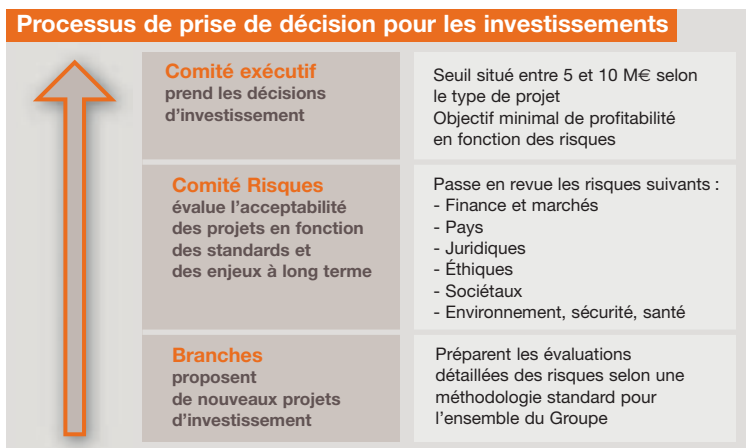 Processus de prise de décision pour les investissements
Comité exécutif
prend les décisions
d'investissement
Seuil situé entre 5 et 10 M€ selon
le type de projet
Objectif minimal de profitabilité
en fonction des risques
Comité Risques
évalue l'acceptabilité
des projets en fonction
des standards et
des enjeux à long terme
Passe en revue les risques suivants :
- Finance et marchés
- Pays
- Juridiques
- Éthiques
- Sociétaux
- Environnement, sécurité, santé
Branches
proposent
de nouveaux projets
d'investissement
Préparent les évaluations
détaillées des risques selon une
méthodologie standard pour
l'ensemble du Groupe